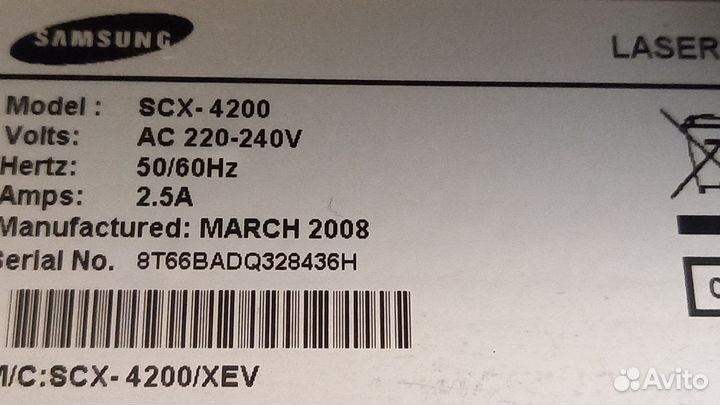 SAMSUNG
LASER
Model : SCX- 4200
Volts: AC 220-240V
Hertz: 50/60Hz
Amps: 2.5A
Manufactured: MARCH 2008
Serial No. 8T66BADQ328436H
M/C:SCX- 4200/XEV
Avito